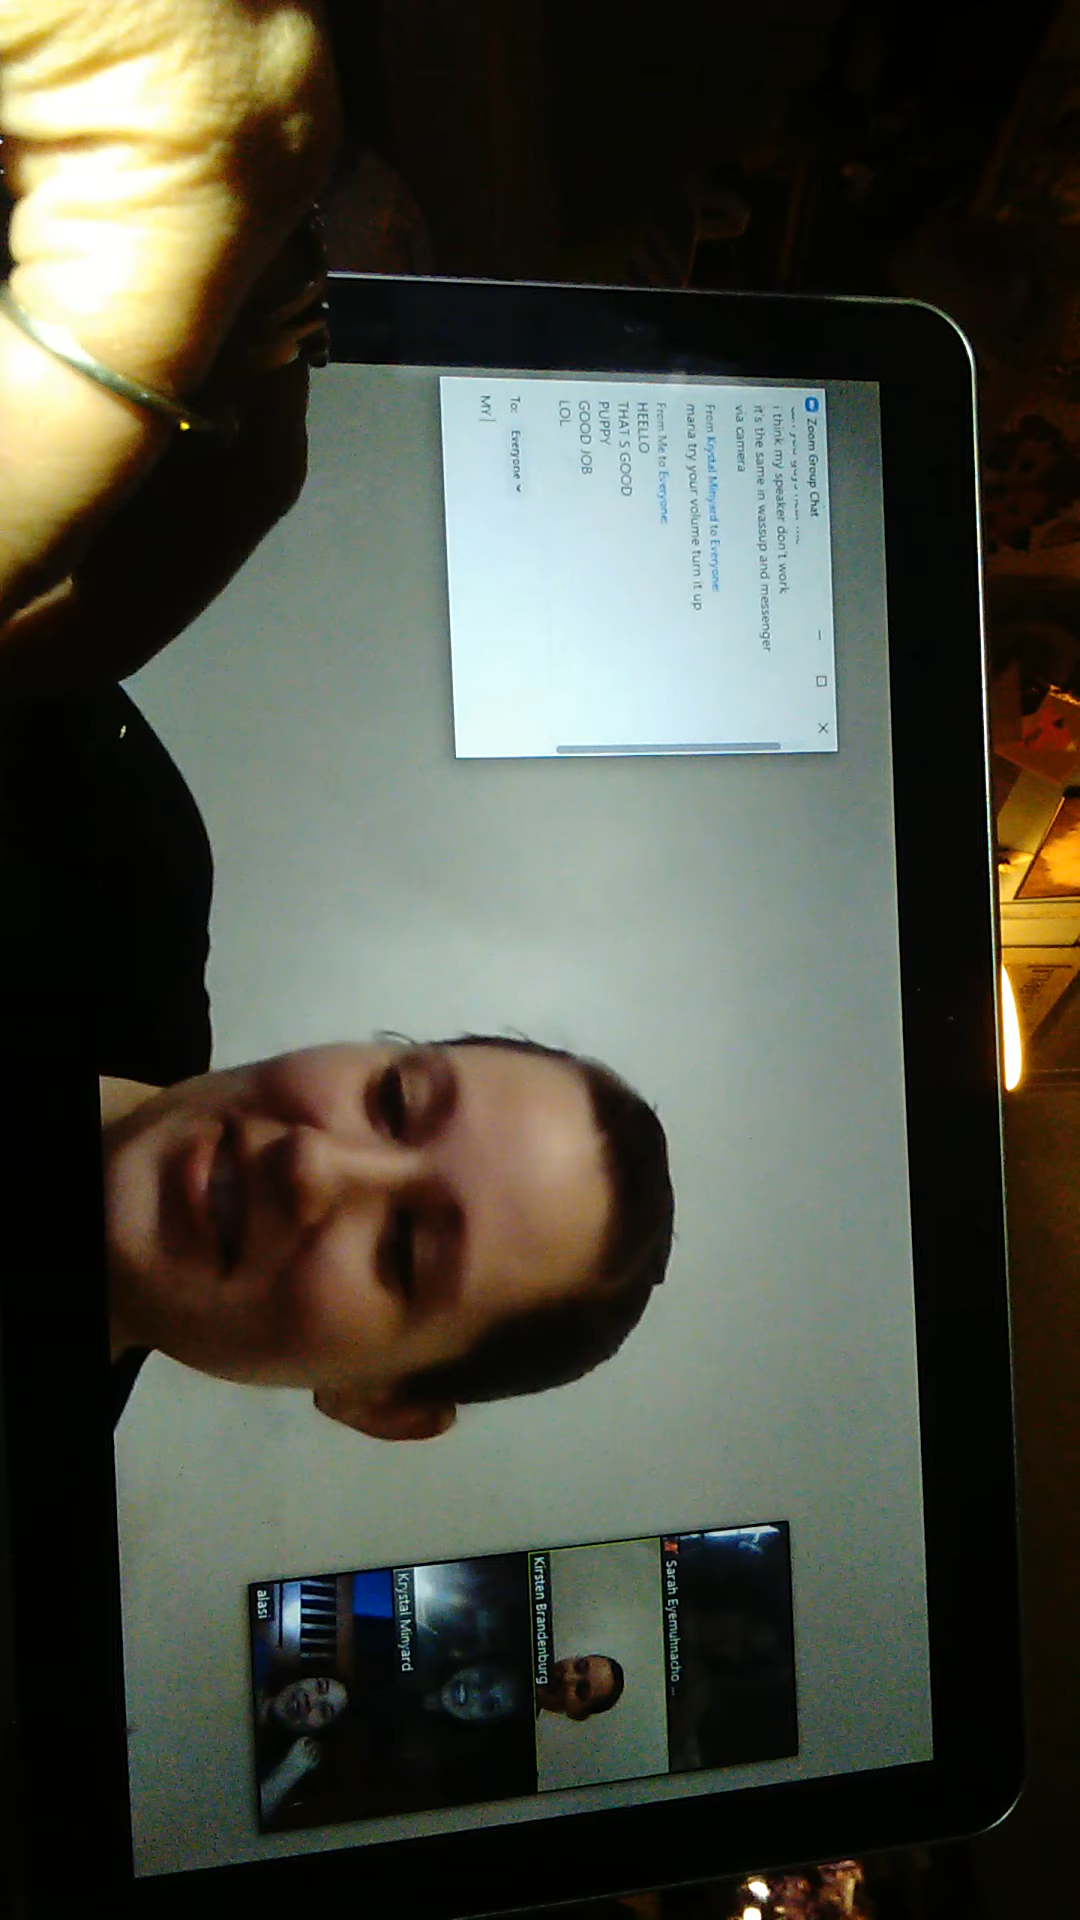 Zoom Group Chat
i think my speaker don't work
it's the same in wassup and messenger
via camera
From Krystal Minyard to Everyone:
mana try your volume turn it up
From Me to Everyone:
HEELLO
THAT S GOOD
PUPPY
GOOD JOB
LOL
To: Everyone
MY
Sarah Eyemuhnacho ...
Kirsten Brandenburg
Krystal Minyard
alasi